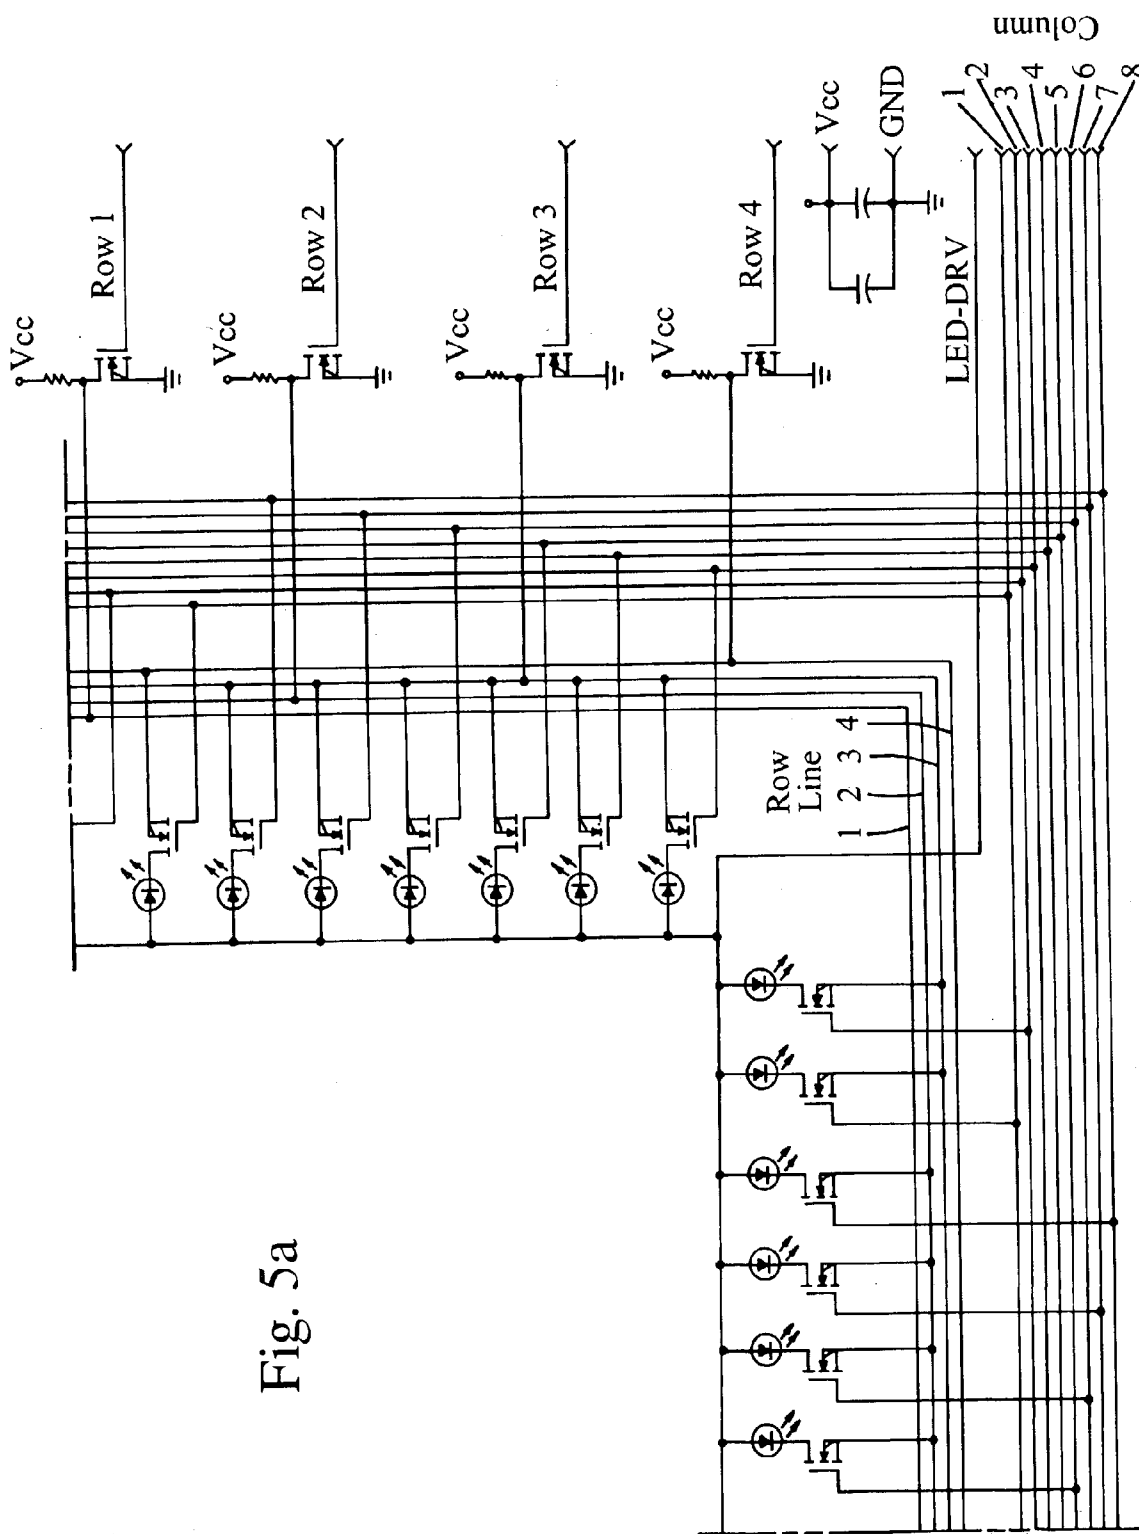 Fig. 5a
Vcc
Row 1
Vcc
Row 2
Vcc
Row 3
Vcc
Row 4
Vcc
GND
LED-DRV
Column
1
2
3
4
5
6
7
8
Row
Line
1
2
3
4